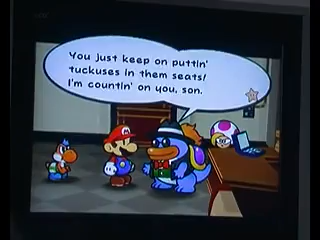 You just keep on puttin'
tuckuses in them seats!
I'm countin' on you, son.